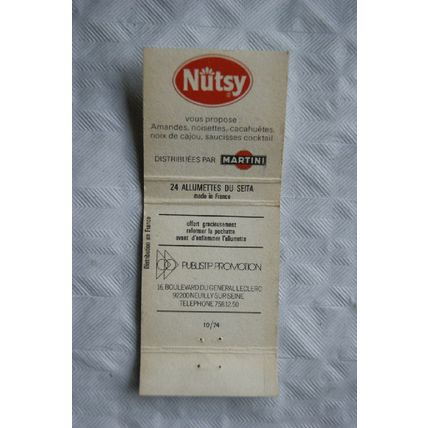 Nutsy
vous propose :
Amandes, noisettes, cacahuètes,
noix de cajou, saucisses cocktail
DISTRIBUÉES PAR MARTINI
24 ALLUMETTES DU SEITA
made in France
Distribution en France
offert gracieusement
refermer la pochette
avant d'enflammer l'allumette
PUBLISTIP PROMOTION
16, BOULEVARD DU GENERAL LECLERC
92200 NEUILLY SUR SEINE
TELEPHONE 758.12.50
10/74